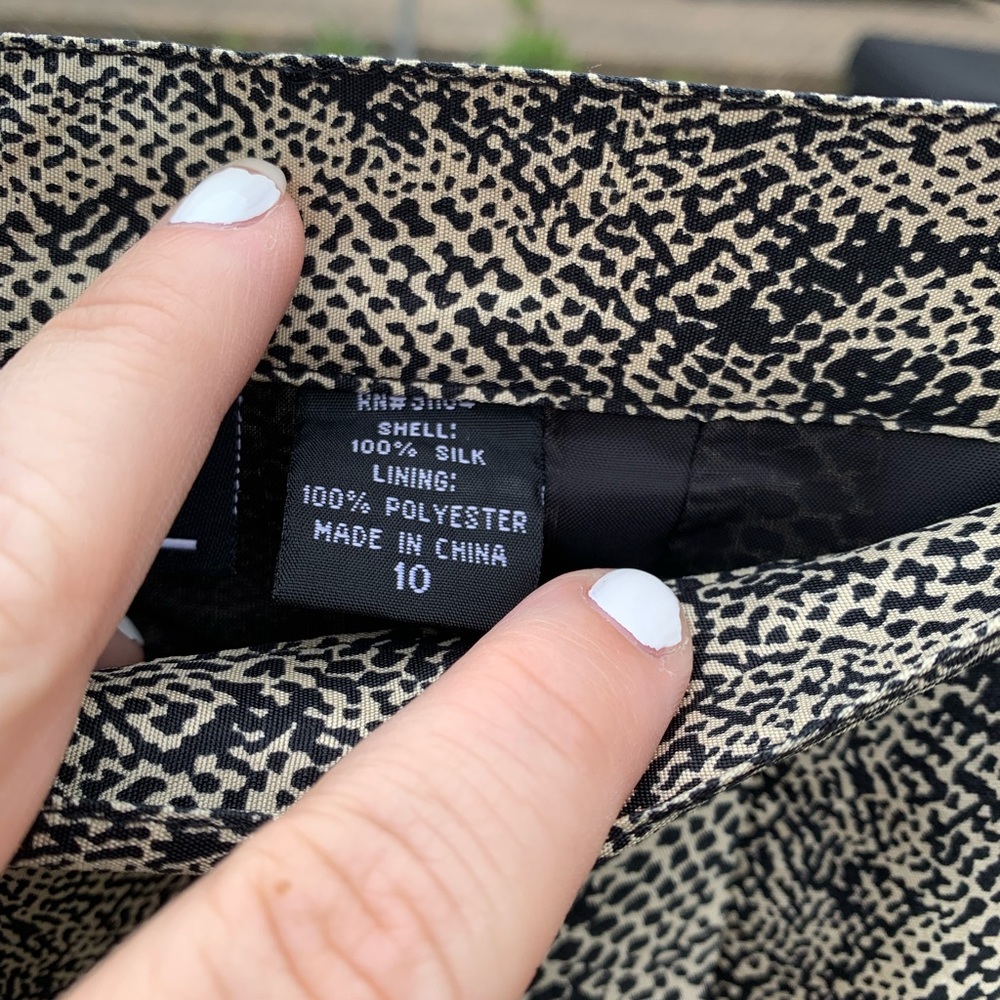 SHELL:
100% SILK
LINING:
100% POLYESTER
MADE IN CHINA
10